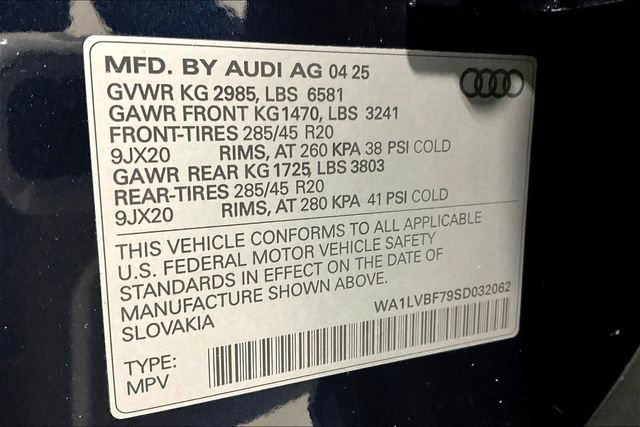 MFD. BY AUDI AG 04 25
GVWR KG 2985, LBS 6581
GAWR FRONT KG1470, LBS 3241
FRONT-TIRES 285/45 R20
9JX20 RIMS, AT 260 KPA 38 PSI COLD
GAWR REAR KG 1725, LBS 3803
REAR-TIRES 285/45 R20
9JX20 RIMS, AT 280 KPA 41 PSI COLD
THIS VEHICLE CONFORMS TO ALL APPLICABLE
U.S. FEDERAL MOTOR VEHICLE SAFETY
STANDARDS IN EFFECT ON THE DATE OF
MANUFACTURE SHOWN ABOVE.
SLOVAKIA
WA1LVBF79SD032062
TYPE:
MPV